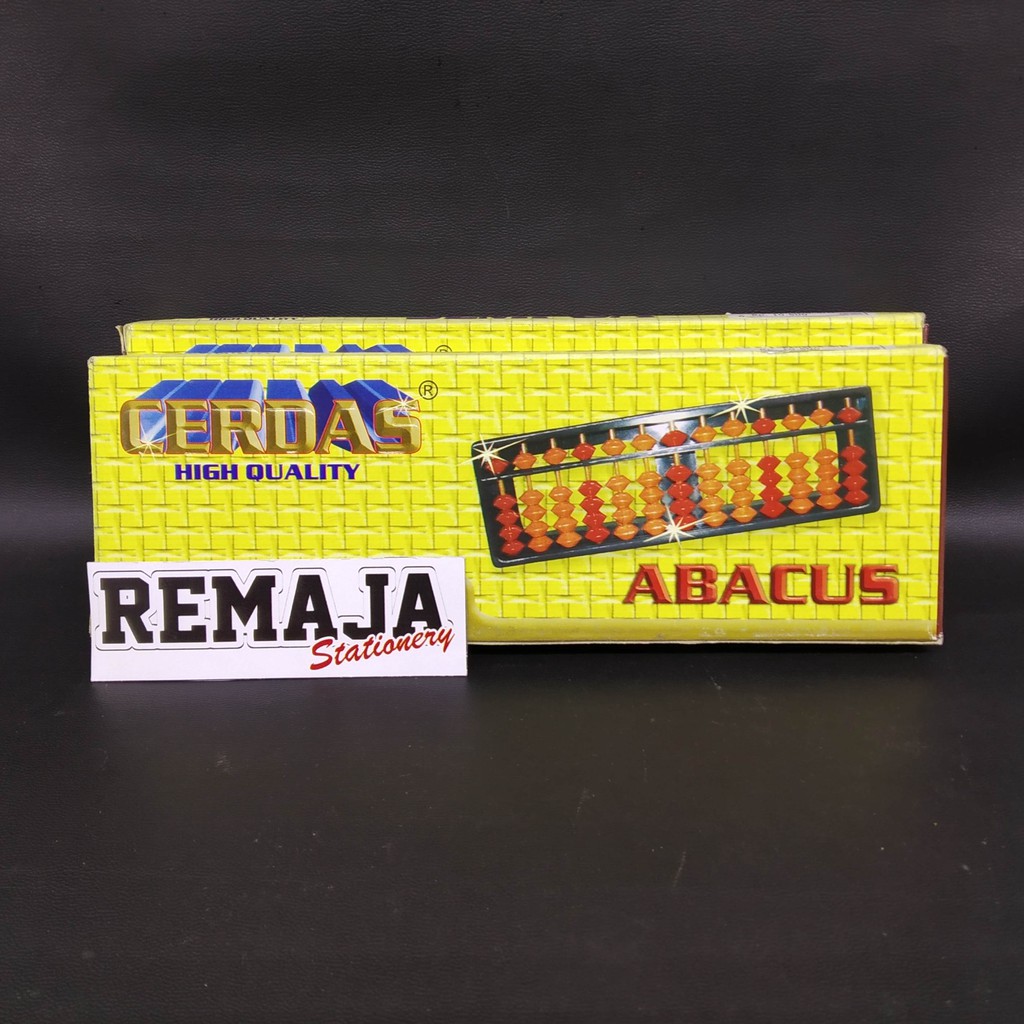 CERDAS ®
HIGH QUALITY
ABACUS
REMAJA
Stationery